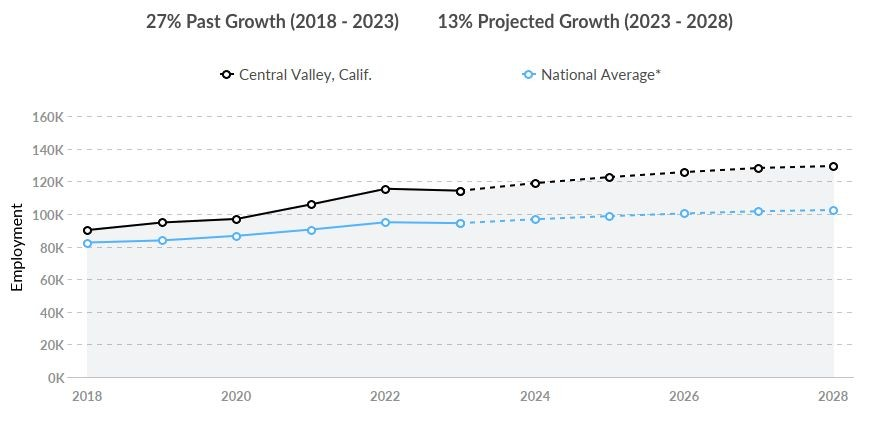 27% Past Growth (2018 - 2023) 13% Projected Growth (2023 - 2028)
Central Valley, Calif. National Average*
160K
140K
120K
100K
80K
60K
40K
20K
0K
Employment
2018 2020 2022 2024 2026 2028